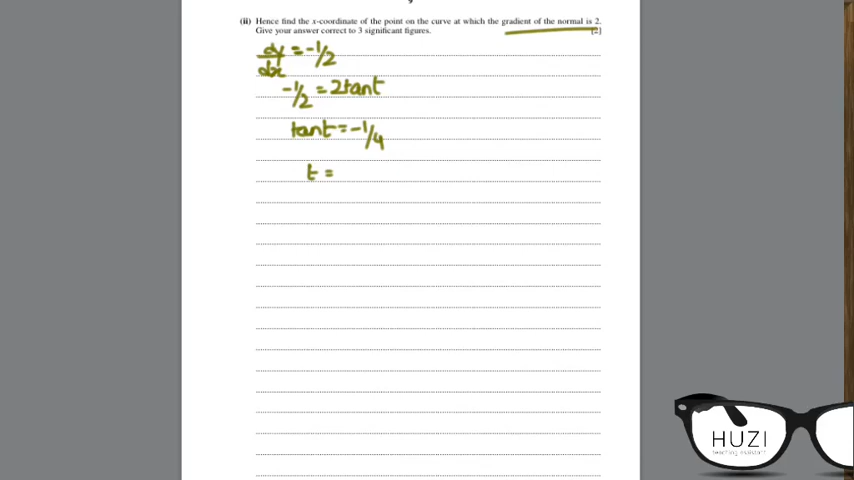 (ii) Hence find the x-coordinate of the point on the curve at which the gradient of the normal is 2.
Give your answer correct to 3 significant figures. [2]
dy/dx = -1/2
-1/2 = 2tant
tant = -1/4
t =
HUZI
teaching assistant